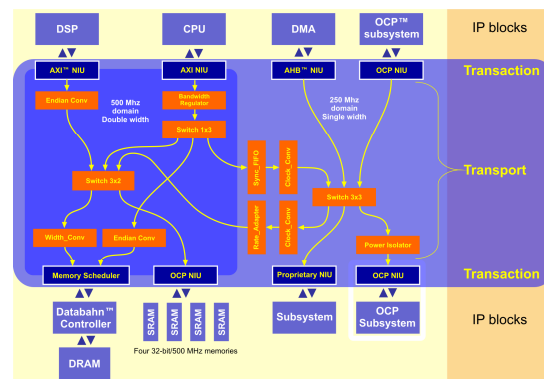 DSP
CPU
DMA
OCP™
subsystem
IP blocks
AXI™ NIU
AXI NIU
AHB™ NIU
OCP NIU
Transaction
Endian Conv
500 Mhz
domain
Double width
Bandwidth
Regulator
250 Mhz
domain
Single width
Switch 1x3
Sync_FIFO
Clock_Conv
Switch 3x2
Switch 3x3
Transport
Rate_Adapter
Clock_Conv
Width_Conv
Endian Conv
Power Isolator
Memory Scheduler
OCP NIU
Proprietary NIU
OCP NIU
Transaction
Databahn™
Controller
SRAM
SRAM
SRAM
SRAM
Subsystem
OCP
Subsystem
IP blocks
Four 32-bit/500 MHz memories
DRAM